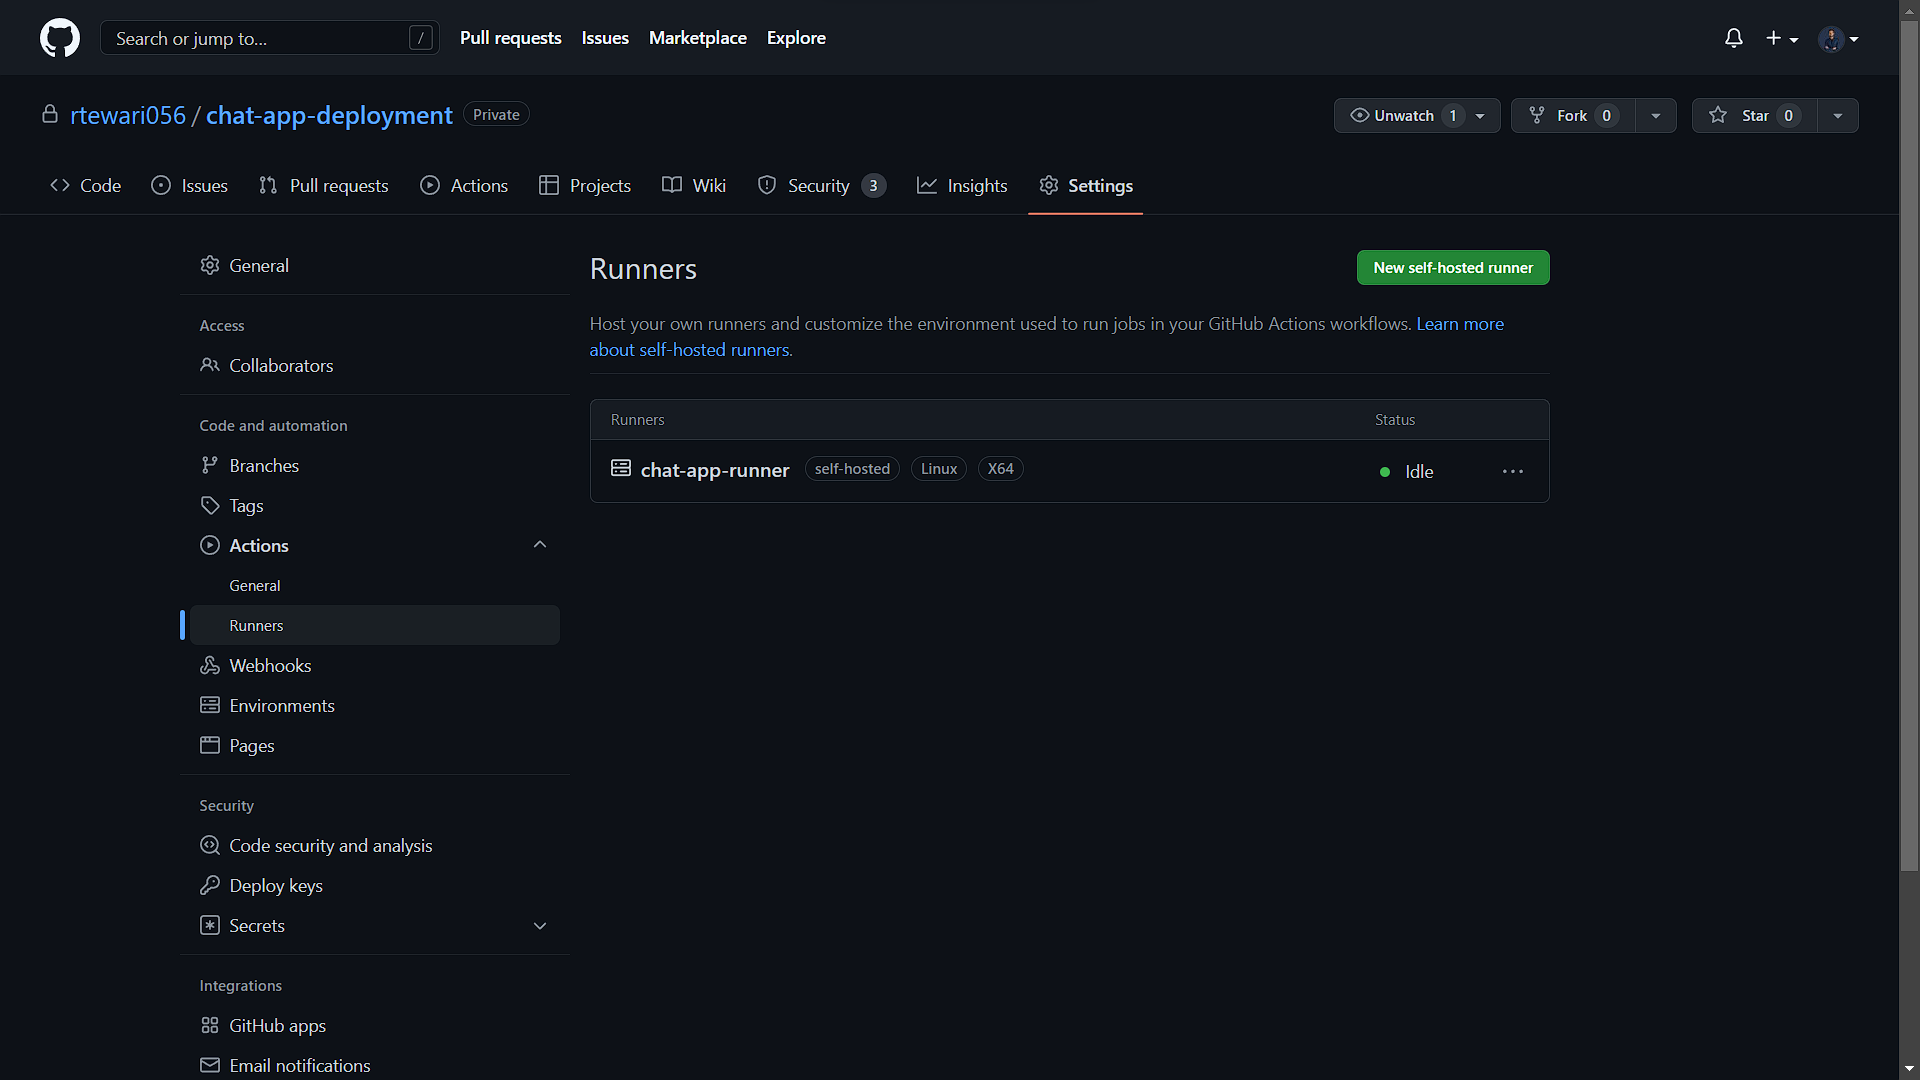 Search or jump to... /
Pull requests Issues Marketplace Explore
rtewari056 / chat-app-deployment Private
Unwatch 1 Fork 0 Star 0
Code Issues Pull requests Actions Projects Wiki Security 3 Insights Settings
General
Access
Collaborators
Code and automation
Branches
Tags
Actions
General
Runners
Webhooks
Environments
Pages
Security
Code security and analysis
Deploy keys
Secrets
Integrations
GitHub apps
Email notifications
Runners
New self-hosted runner
Host your own runners and customize the environment used to run jobs in your GitHub Actions workflows. Learn more
about self-hosted runners.
Runners Status
chat-app-runner self-hosted Linux X64 Idle